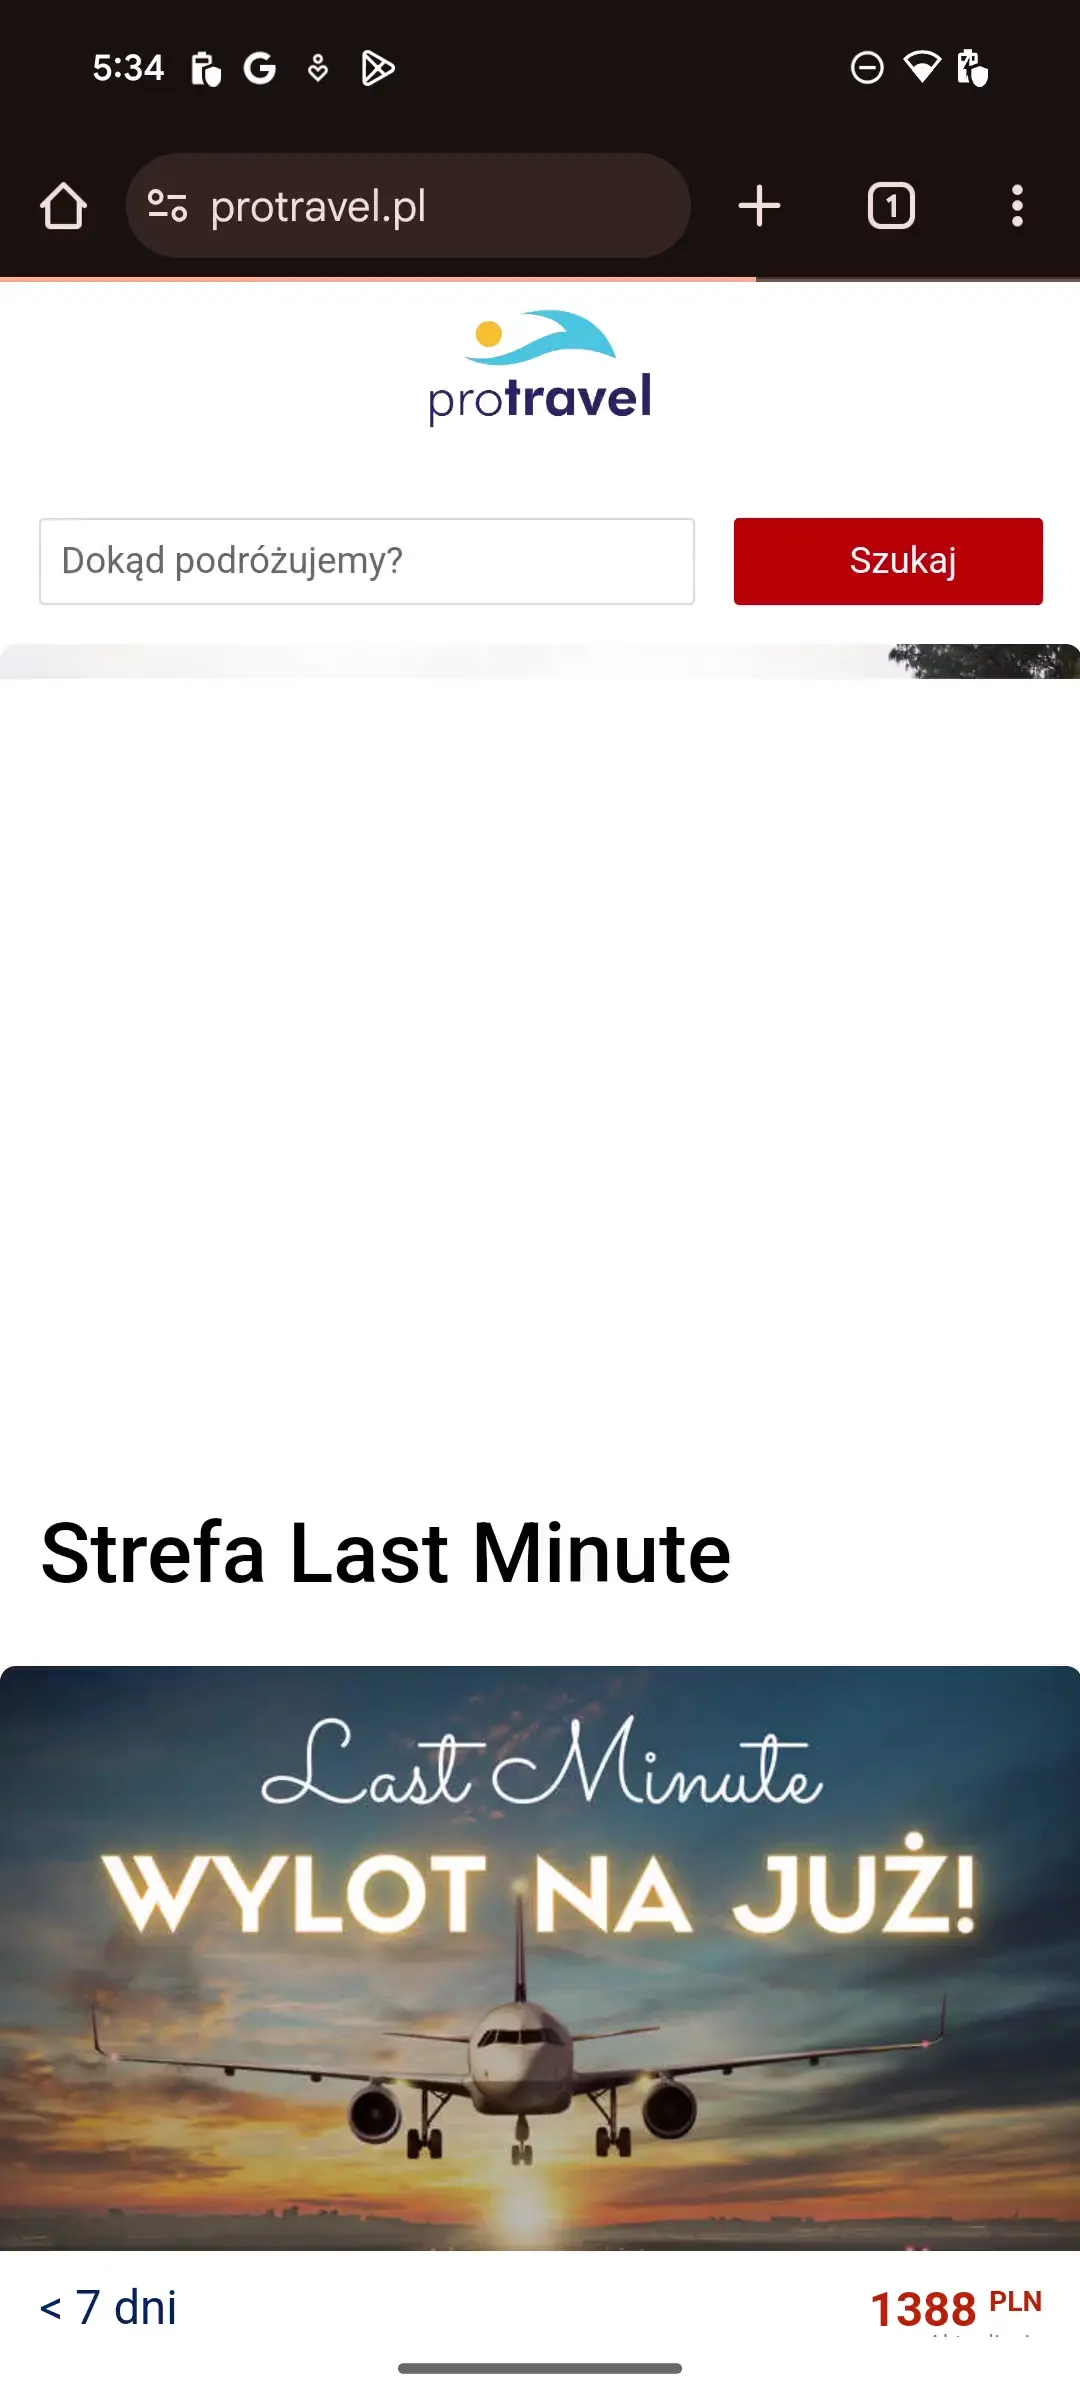 5:34
protravel.pl
1
protravel
Dokąd podróżujemy?
Szukaj
Strefa Last Minute
Last Minute
WYLOT NA JUŻ!
< 7 dni
1388 PLN